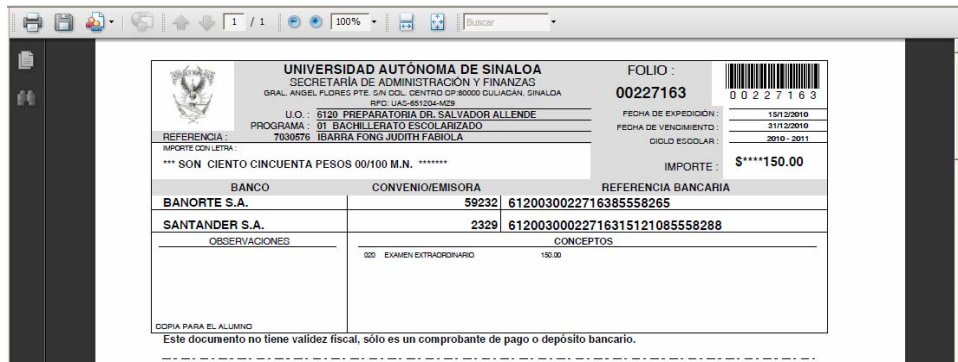 1 / 1 100% Buscar
UNIVERSIDAD AUTÓNOMA DE SINALOA
SECRETARÍA DE ADMINISTRACIÓN Y FINANZAS
GRAL. ANGEL FLORES PTE. S/N COL. CENTRO CP:80000 CULIACÁN, SINALOA
RFC: UAS-651204-MZ9
FOLIO :
00227163
00227163
U.O. : 6120 PREPARATORIA DR. SALVADOR ALLENDE
PROGRAMA : 01 BACHILLERATO ESCOLARIZADO
REFERENCIA : 7030576 IBARRA FONG JUDITH FABIOLA
FECHA DE EXPEDICIÓN : 15/12/2010
FECHA DE VENCIMIENTO : 31/12/2010
CICLO ESCOLAR : 2010 - 2011
IMPORTE CON LETRA :
*** SON CIENTO CINCUENTA PESOS 00/100 M.N. *******
IMPORTE : $****150.00
BANCO CONVENIO/EMISORA REFERENCIA BANCARIA
BANORTE S.A. 59232 6120030022716385558265
SANTANDER S.A. 2329 61200300022716315121085558288
OBSERVACIONES CONCEPTOS
020 EXAMEN EXTRAORDINARIO 150.00
COPIA PARA EL ALUMNO
Este documento no tiene validez fiscal, sólo es un comprobante de pago o depósito bancario.